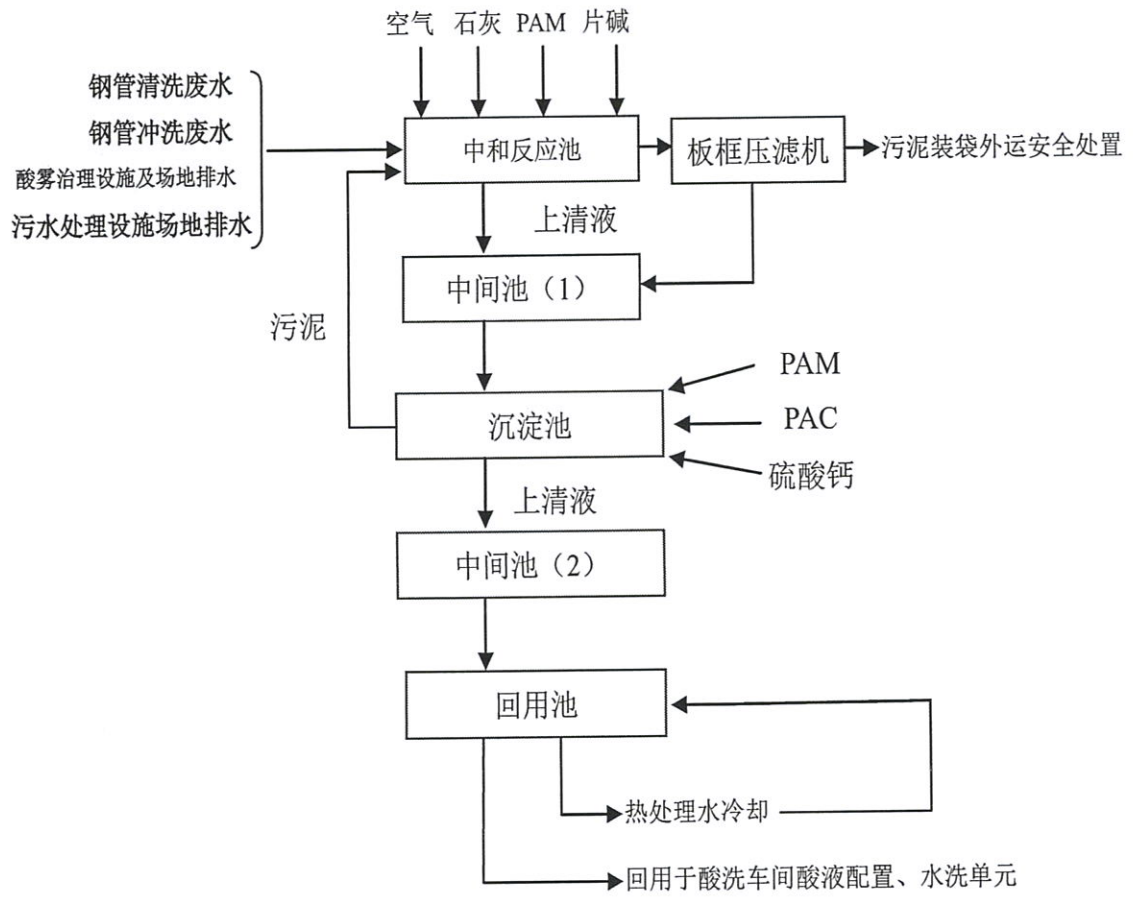 空气 石灰 PAM 片碱
钢管清洗废水
钢管冲洗废水
酸雾治理设施及场地排水
污水处理设施场地排水
中和反应池
板框压滤机
污泥装袋外运安全处置
上清液
中间池（1）
污泥
沉淀池
PAM
PAC
硫酸钙
上清液
中间池（2）
回用池
热处理水冷却
回用于酸洗车间酸液配置、水洗单元